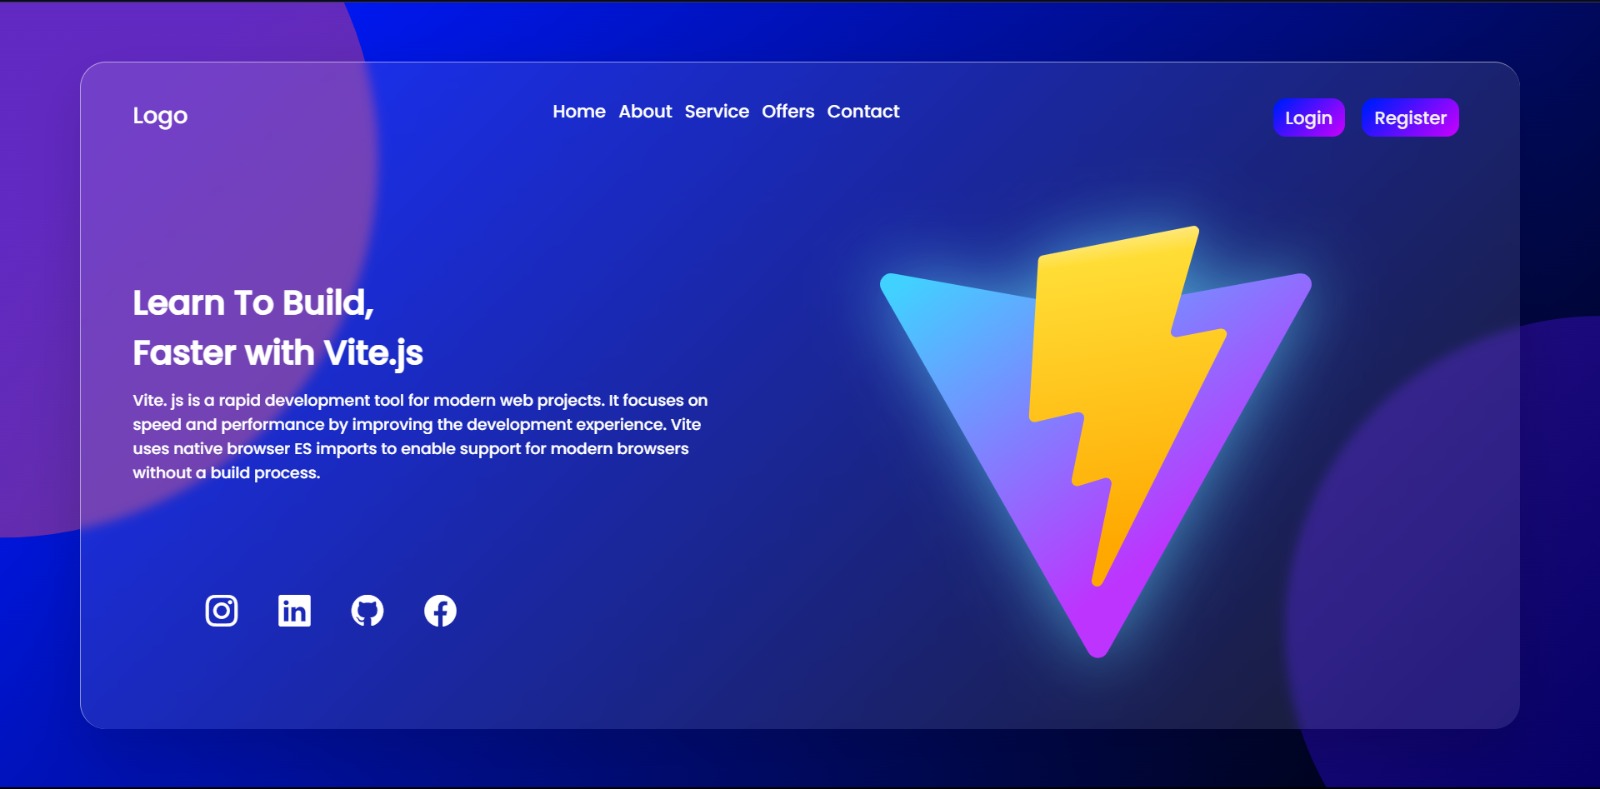 Logo
Home About Service Offers Contact
Login
Register
Learn To Build,
Faster with Vite.js
Vite. js is a rapid development tool for modern web projects. It focuses on
speed and performance by improving the development experience. Vite
uses native browser ES imports to enable support for modern browsers
without a build process.
in